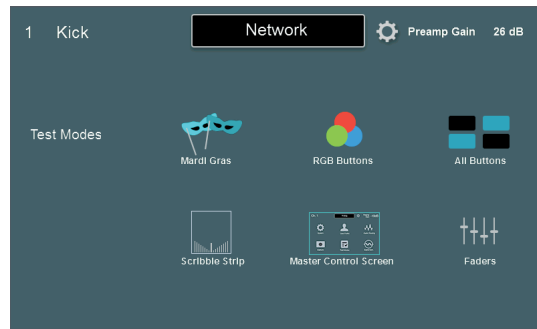 1 Kick Network Preamp Gain 26 dB
Test Modes
Mardi Gras RGB Buttons All Buttons
Scribble Strip Master Control Screen Faders